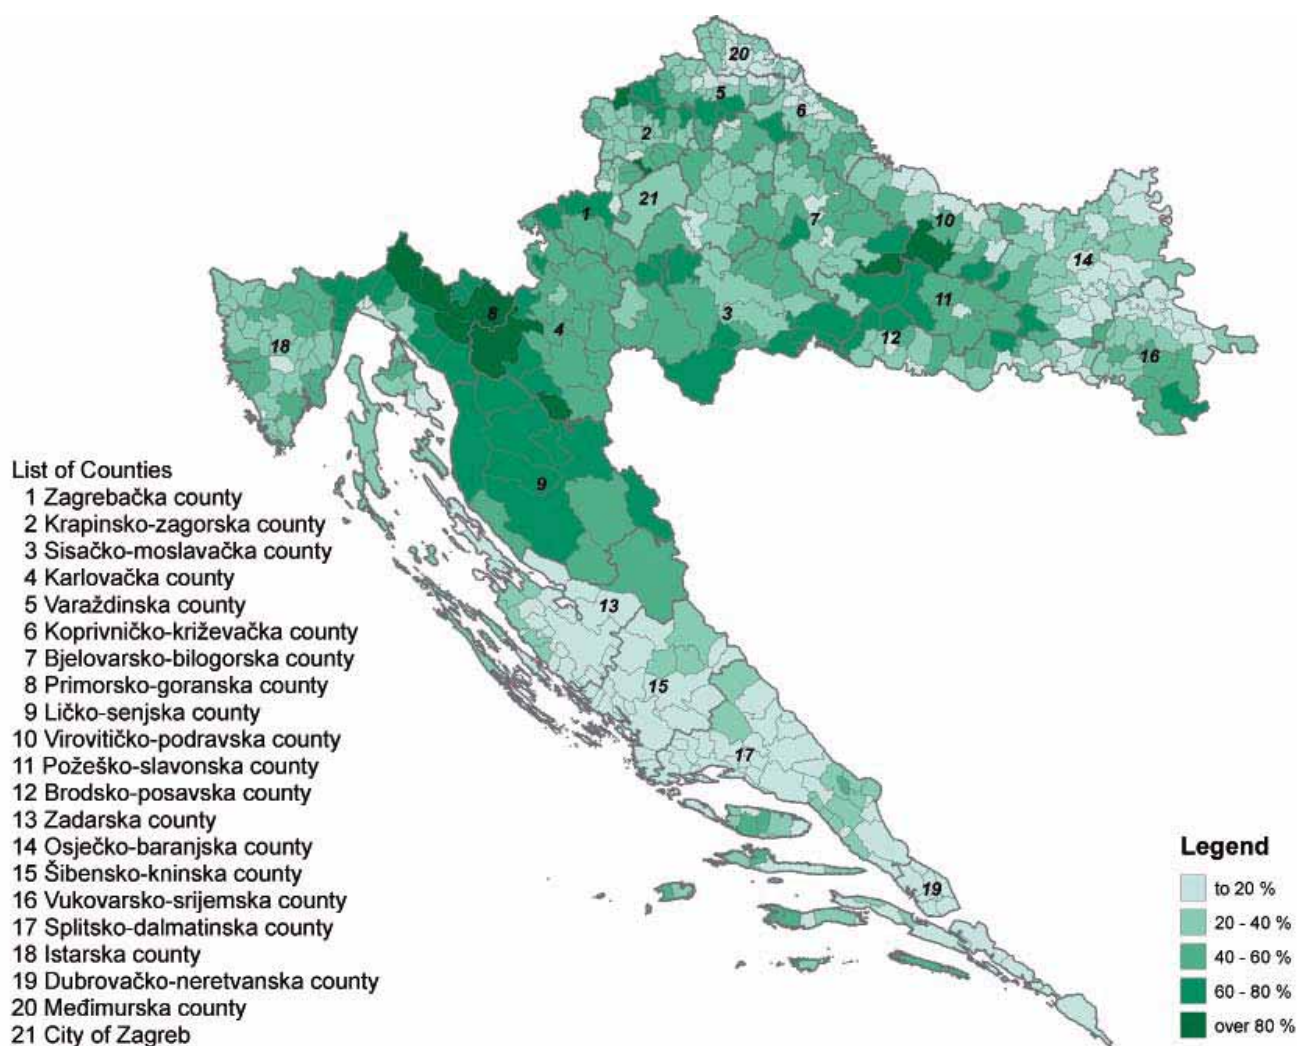 20
5
6
2
21
1
7
10
14
8
4
3
11
12
18
16
9
13
15
17
19
List of Counties
1 Zagrebačka county
2 Krapinsko-zagorska county
3 Sisačko-moslavačka county
4 Karlovačka county
5 Varaždinska county
6 Koprivničko-križevačka county
7 Bjelovarsko-bilogorska county
8 Primorsko-goranska county
9 Ličko-senjska county
10 Virovitičko-podravska county
11 Požeško-slavonska county
12 Brodsko-posavska county
13 Zadarska county
14 Osječko-baranjska county
15 Šibensko-kninska county
16 Vukovarsko-srijemska county
17 Splitsko-dalmatinska county
18 Istarska county
19 Dubrovačko-neretvanska county
20 Međimurska county
21 City of Zagreb
Legend
to 20 %
20 - 40 %
40 - 60 %
60 - 80 %
over 80 %